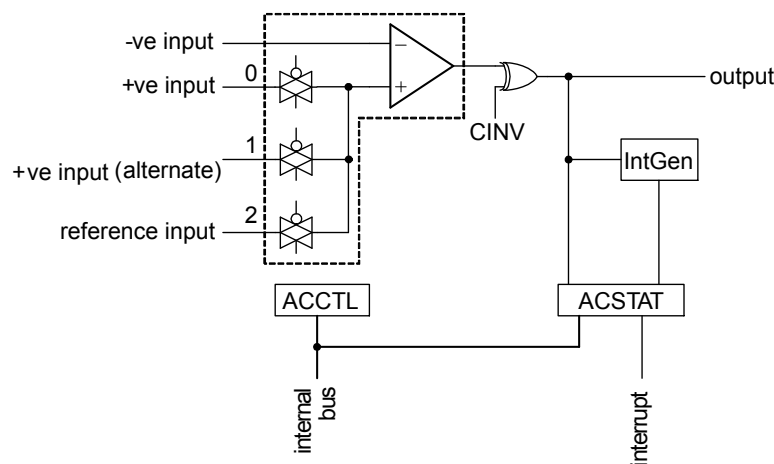 -ve input
−
0
+ve input
+
output
CINV
1
+ve input (alternate)
IntGen
2
reference input
ACCTL
ACSTAT
internal
bus
interrupt